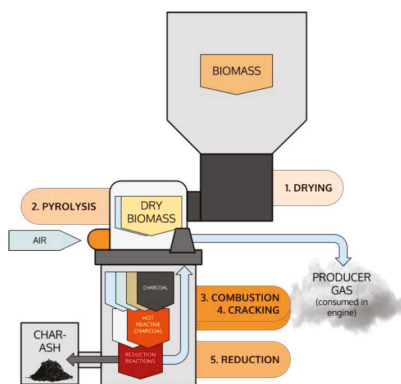 BIOMASS
1. DRYING
2. PYROLYSIS
DRY
BIOMASS
AIR
PRODUCER
GAS
(consumed in
engine)
CHARCOAL
3. COMBUSTION
4. CRACKING
HOT
REACTIVE
CHARCOAL
CHAR-
ASH
REDUCTION
REACTIONS
5. REDUCTION